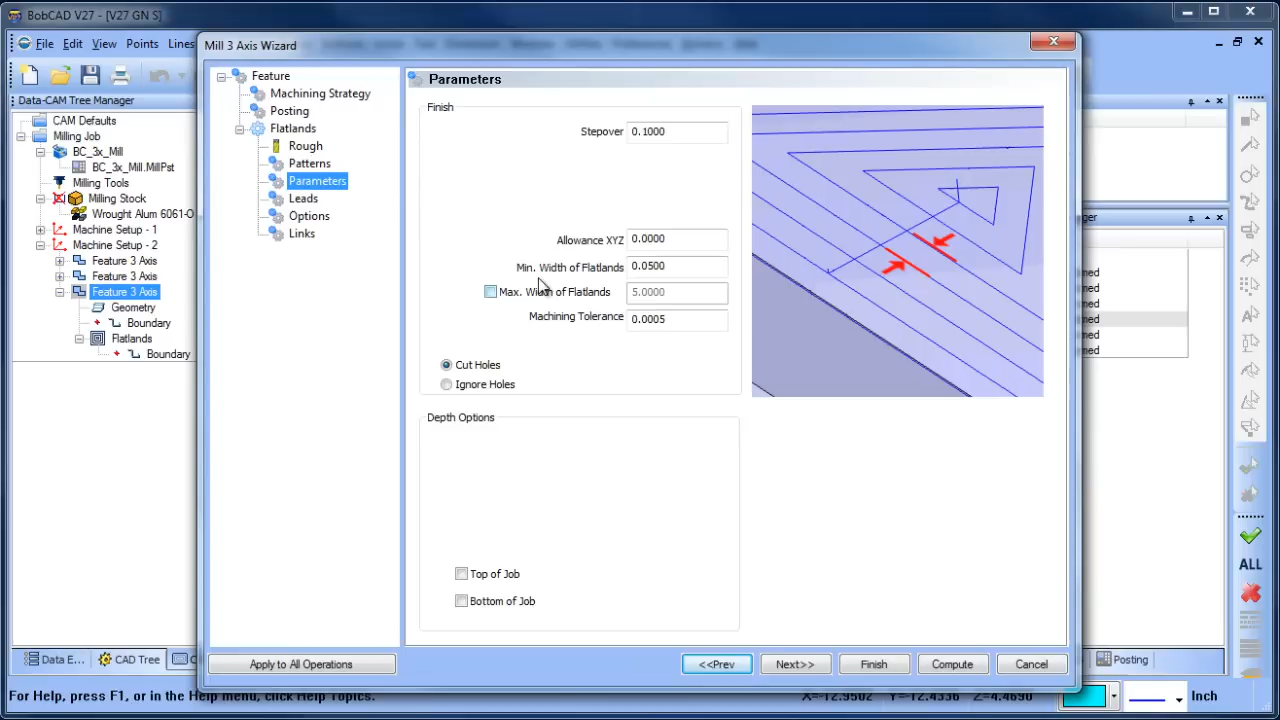 BobCAD V27 - [V27 GN S]
File Edit View Points Lines
Data-CAM Tree Manager
CAM Defaults
Milling Job
BC_3x_Mill
BC_3x_Mill.MillPst
Milling Tools
Milling Stock
Wrought Alum 6061-O
Machine Setup - 1
Machine Setup - 2
Feature 3 Axis
Feature 3 Axis
Feature 3 Axis
Geometry
Boundary
Flatlands
Boundary
Data E...
CAD Tree
Mill 3 Axis Wizard
Feature
Machining Strategy
Posting
Flatlands
Rough
Patterns
Parameters
Leads
Options
Links
Parameters
Finish
Stepover 0.1000
Allowance XYZ 0.0000
Min. Width of Flatlands 0.0500
Max. Width of Flatlands 5.0000
Machining Tolerance 0.0005
Cut Holes
Ignore Holes
Depth Options
Top of Job
Bottom of Job
Apply to All Operations
<<Prev
Next>>
Finish
Compute
Cancel
ALL
Posting
For Help, press F1, or in the Help menu, click Help Topics.
X=-12.9502 Y=-12.4336 Z=4.4690
Inch